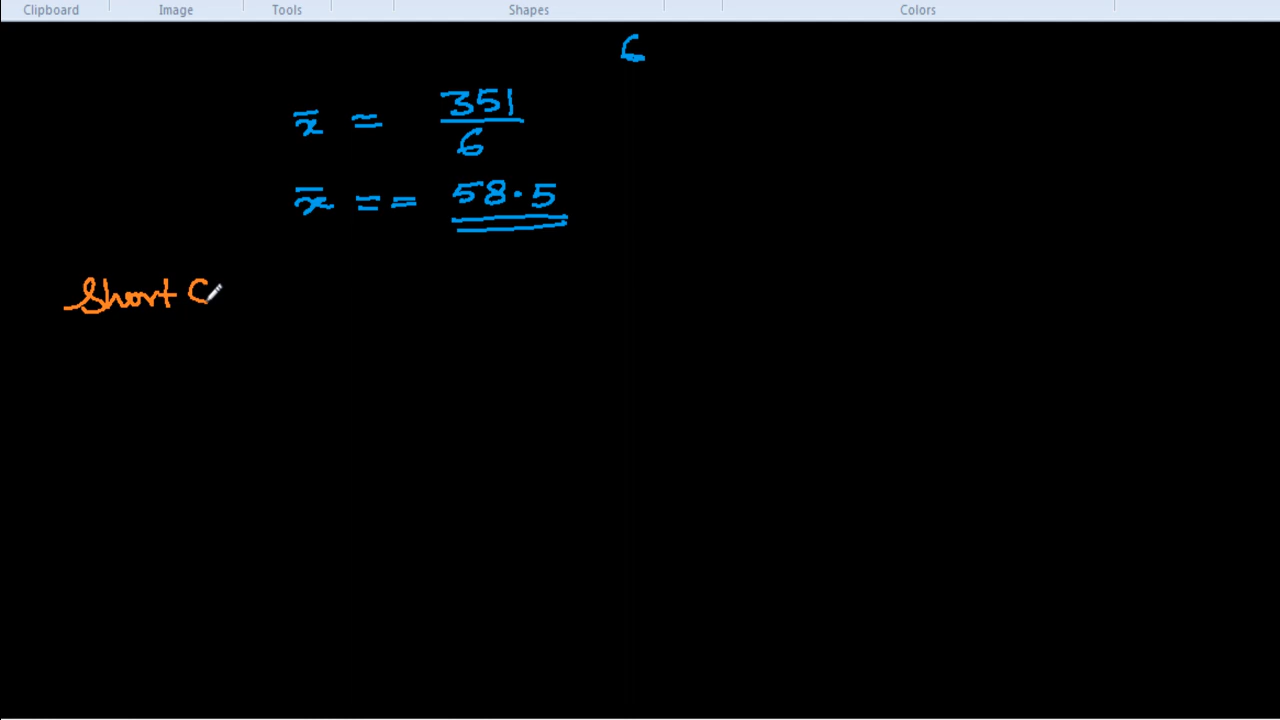 Clipboard Image Tools Shapes Colors
6
x̄ = 351/6
x̄ = = 58.5
Short C